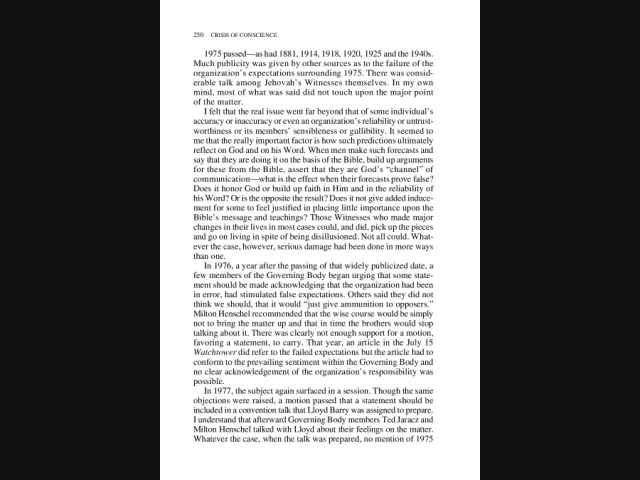 250 CRISIS OF CONSCIENCE
1975 passed—as had 1881, 1914, 1918, 1920, 1925 and the 1940s.
Much publicity was given by other sources as to the failure of the
organization's expectations surrounding 1975. There was consid-
erable talk among Jehovah's Witnesses themselves. In my own
mind, most of what was said did not touch upon the major point
of the matter.
I felt that the real issue went far beyond that of some individual's
accuracy or inaccuracy or even an organization's reliability or untrust-
worthiness or its members' sensibleness or gullibility. It seemed to
me that the really important factor is how such predictions ultimately
reflect on God and on his Word. When men make such forecasts and
say that they are doing it on the basis of the Bible, build up arguments
for these from the Bible, assert that they are God's “channel” of
communication—what is the effect when their forecasts prove false?
Does it honor God or build up faith in Him and in the reliability of
his Word? Or is the opposite the result? Does it not give added induce-
ment for some to feel justified in placing little importance upon the
Bible's message and teachings? Those Witnesses who made major
changes in their lives in most cases could, and did, pick up the pieces
and go on living in spite of being disillusioned. Not all could. What-
ever the case, however, serious damage had been done in more ways
than one.
In 1976, a year after the passing of that widely publicized date, a
few members of the Governing Body began urging that some state-
ment should be made acknowledging that the organization had been
in error, had stimulated false expectations. Others said they did not
think we should, that it would “just give ammunition to opposers.”
Milton Henschel recommended that the wise course would be simply
not to bring the matter up and that in time the brothers would stop
talking about it. There was clearly not enough support for a motion,
favoring a statement, to carry. That year, an article in the July 15
Watchtower did refer to the failed expectations but the article had to
conform to the prevailing sentiment within the Governing Body and
no clear acknowledgement of the organization's responsibility was
possible.
In 1977, the subject again surfaced in a session. Though the same
objections were raised, a motion passed that a statement should be
included in a convention talk that Lloyd Barry was assigned to prepare.
I understand that afterward Governing Body members Ted Jaracz and
Milton Henschel talked with Lloyd about their feelings on the matter.
Whatever the case, when the talk was prepared, no mention of 1975